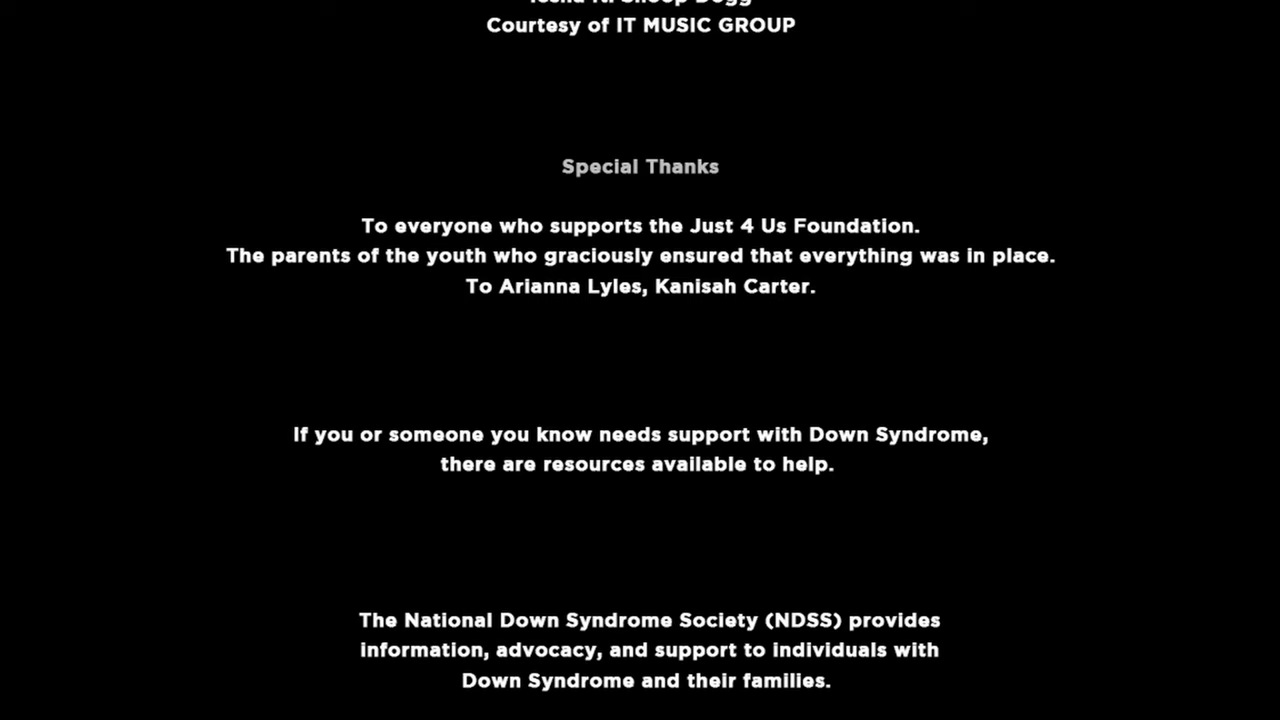 Snoop Dogg
Courtesy of IT MUSIC GROUP
Special Thanks
To everyone who supports the Just 4 Us Foundation.
The parents of the youth who graciously ensured that everything was in place.
To Arianna Lyles, Kanisah Carter.
If you or someone you know needs support with Down Syndrome,
there are resources available to help.
The National Down Syndrome Society (NDSS) provides
information, advocacy, and support to individuals with
Down Syndrome and their families.